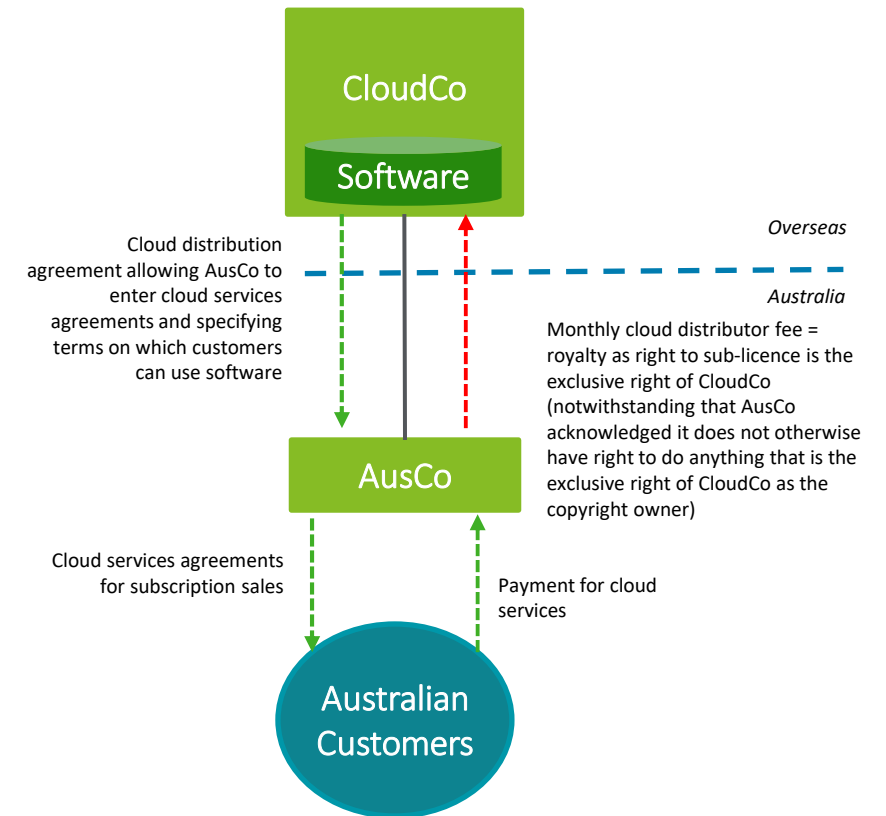 CloudCo
Software
Overseas
Cloud distribution
agreement allowing AusCo to
enter cloud services
agreements and specifying
terms on which customers
can use software
Australia
Monthly cloud distributor fee =
royalty as right to sub-licence is the
exclusive right of CloudCo
(notwithstanding that AusCo
acknowledged it does not otherwise
have right to do anything that is the
exclusive right of CloudCo as the
copyright owner)
AusCo
Cloud services agreements
for subscription sales
Payment for cloud
services
Australian
Customers